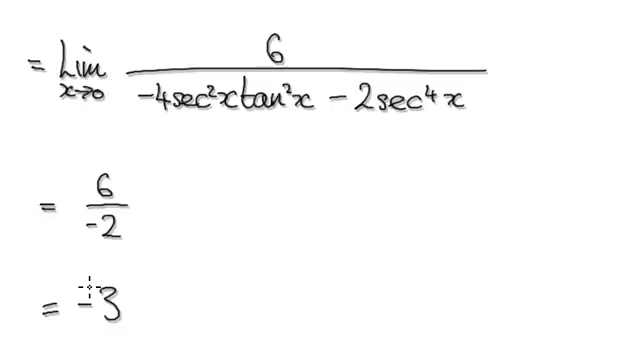 = Lim x→0 6 / (-4sec²x tan²x - 2sec⁴x)
= 6 / -2
= -3